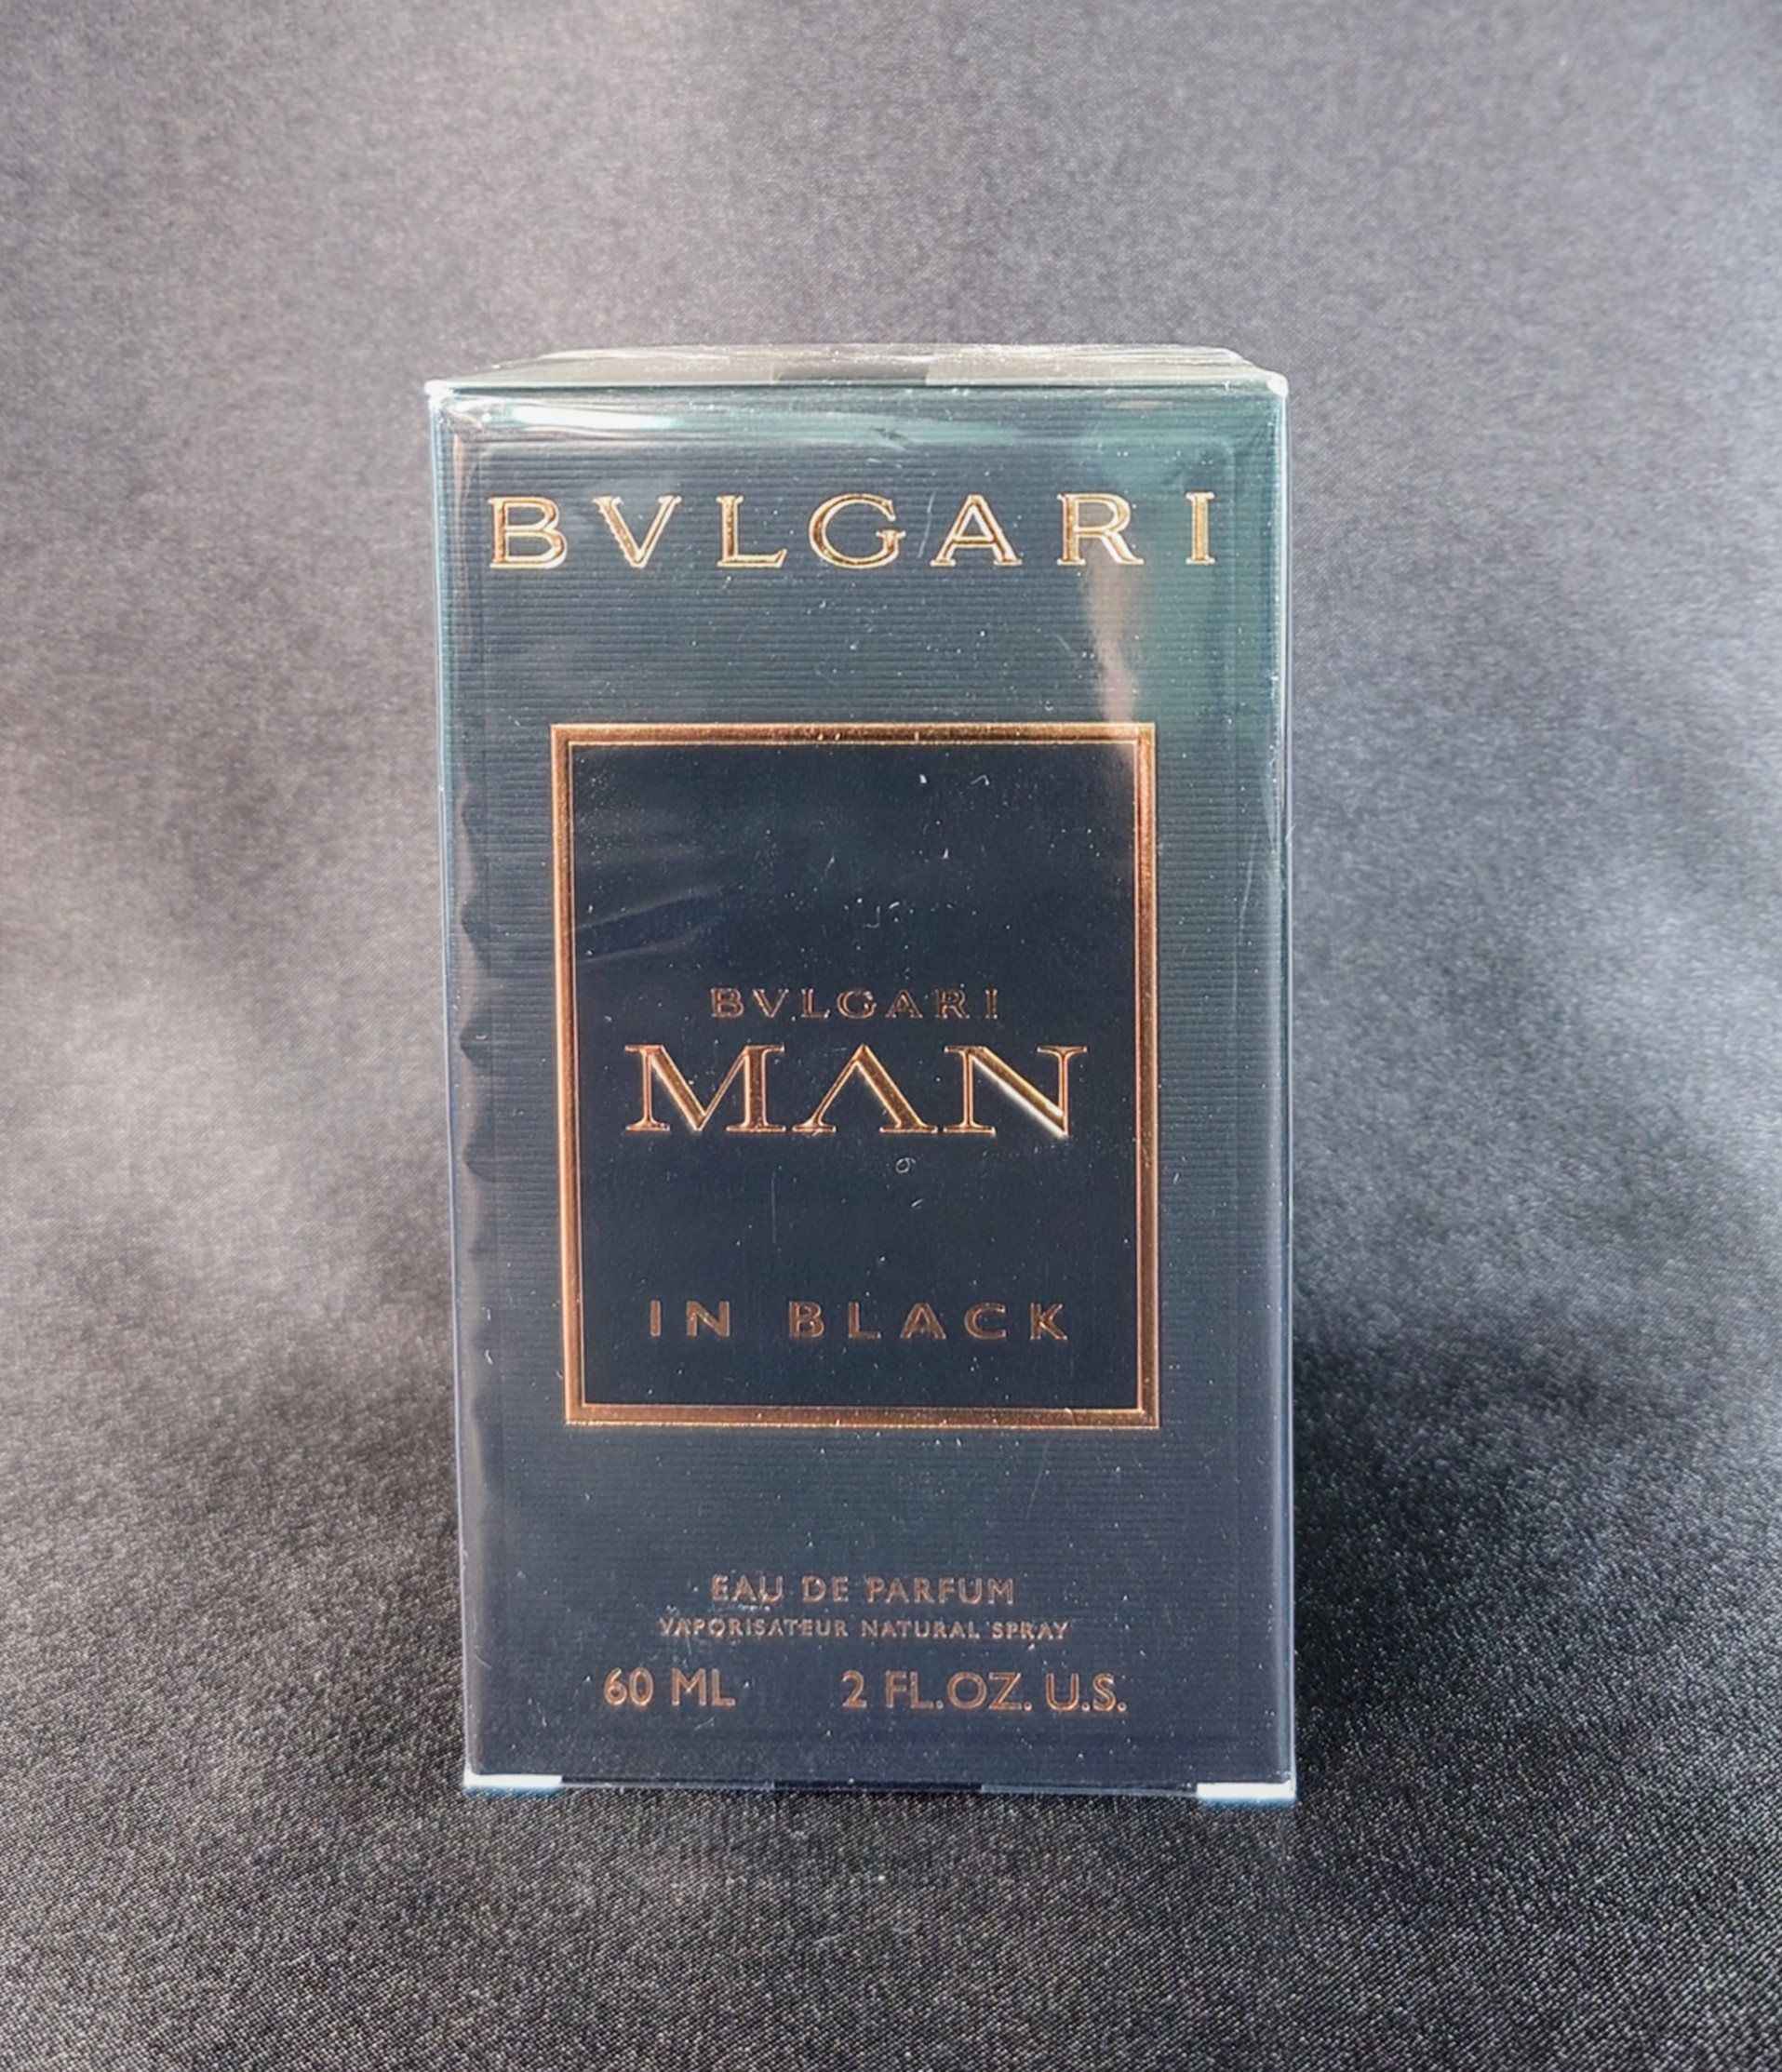 BVLGARI
BVLGARI
MAN
IN BLACK
EAU DE PARFUM
VAPORISATEUR NATURAL SPRAY
60 ML 2 FL.OZ. U.S.